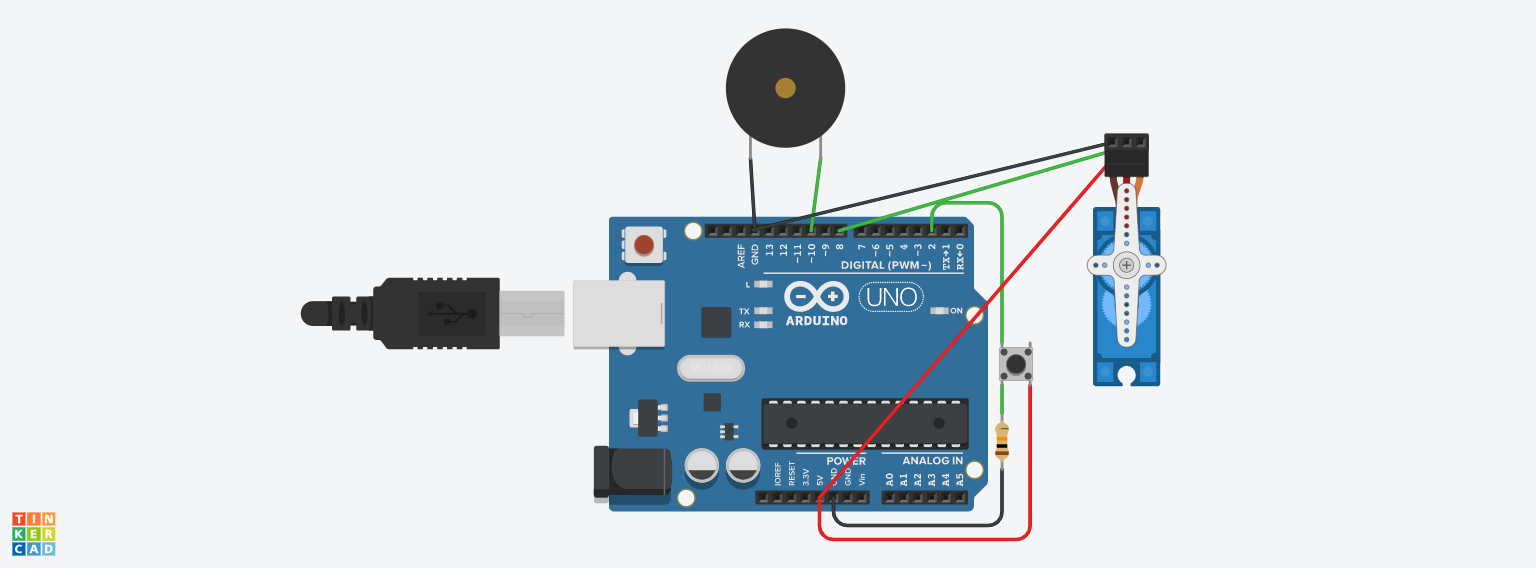 AREF
GND
13
12
~11
~10
~9
8
7
~6
~5
4
~3
2
TX→1
RX←0
DIGITAL (PWM~)
L
TX
RX
UNO
ARDUINO
ON
POWER
ANALOG IN
IOREF
RESET
3.3V
5V
GND
GND
Vin
A0
A1
A2
A3
A4
A5
TIN
KER
CAD